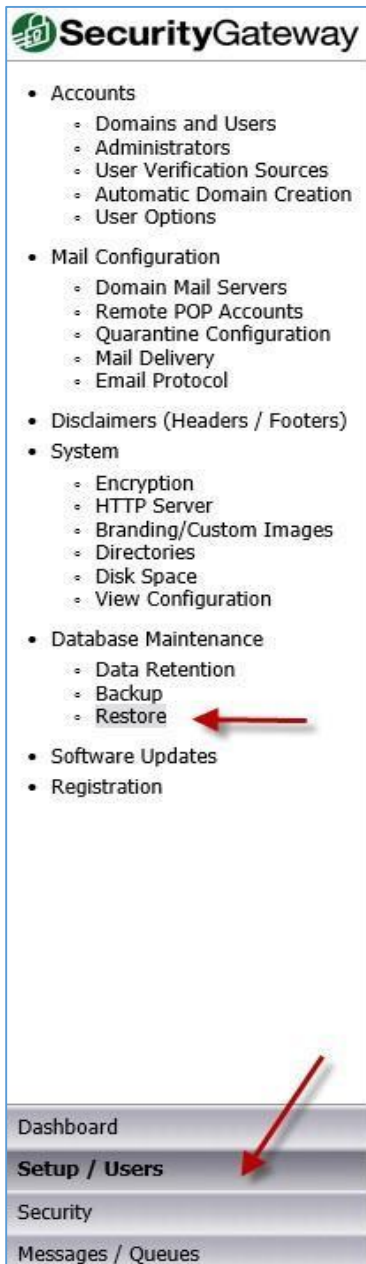 SecurityGateway
• Accounts
◦ Domains and Users
◦ Administrators
◦ User Verification Sources
◦ Automatic Domain Creation
◦ User Options
• Mail Configuration
◦ Domain Mail Servers
◦ Remote POP Accounts
◦ Quarantine Configuration
◦ Mail Delivery
◦ Email Protocol
• Disclaimers (Headers / Footers)
• System
◦ Encryption
◦ HTTP Server
◦ Branding/Custom Images
◦ Directories
◦ Disk Space
◦ View Configuration
• Database Maintenance
◦ Data Retention
◦ Backup
◦ Restore
• Software Updates
• Registration
Dashboard
Setup / Users
Security
Messages / Queues